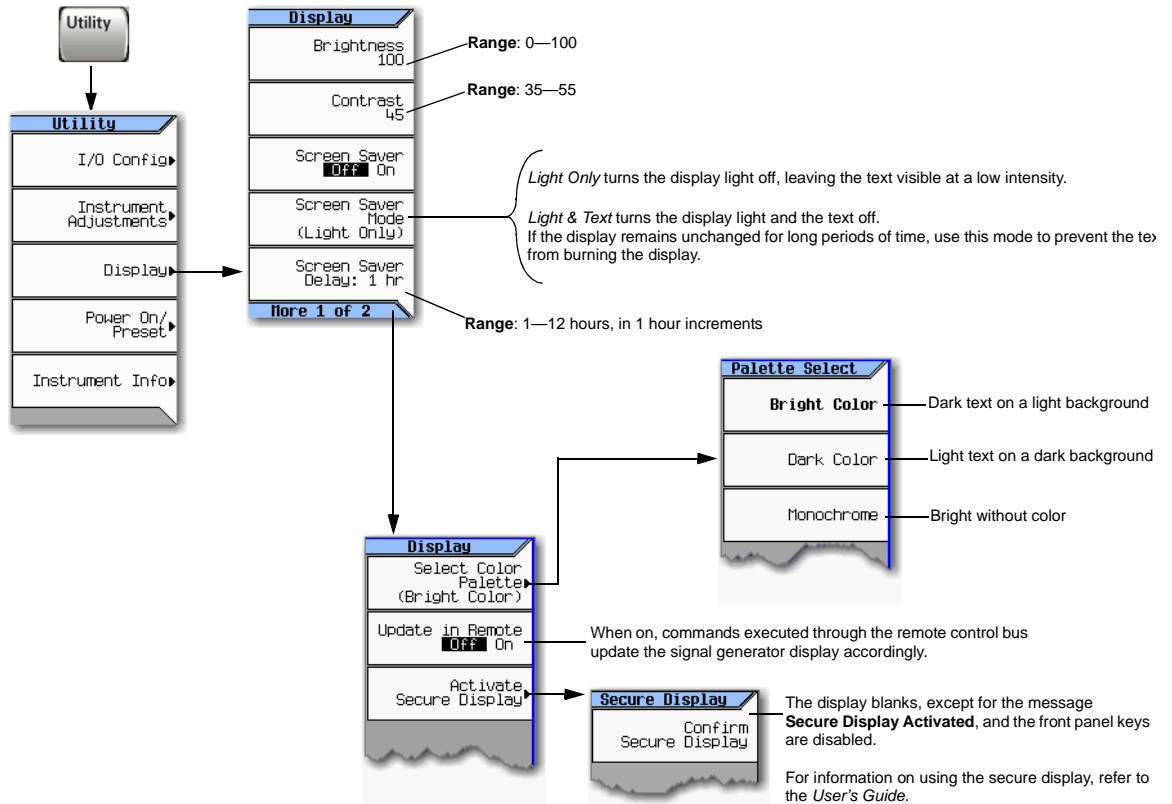 Utility
Utility
I/O Config
Instrument
Adjustments
Display
Power On/
Preset
Instrument Info
Display
Brightness
100
Contrast
45
Screen Saver
Off On
Screen Saver
Mode
(Light Only)
Screen Saver
Delay: 1 hr
More 1 of 2
Range: 0—100
Range: 35—55
Light Only turns the display light off, leaving the text visible at a low intensity.
Light & Text turns the display light and the text off.
If the display remains unchanged for long periods of time, use this mode to prevent the tex
from burning the display.
Range: 1—12 hours, in 1 hour increments
Palette Select
Bright Color
Dark text on a light background
Dark Color
Light text on a dark background
Monochrome
Bright without color
Display
Select Color
Palette
(Bright Color)
Update in Remote
Off On
When on, commands executed through the remote control bus
update the signal generator display accordingly.
Activate
Secure Display
Secure Display
Confirm
Secure Display
The display blanks, except for the message
Secure Display Activated, and the front panel keys
are disabled.
For information on using the secure display, refer to
the User's Guide.